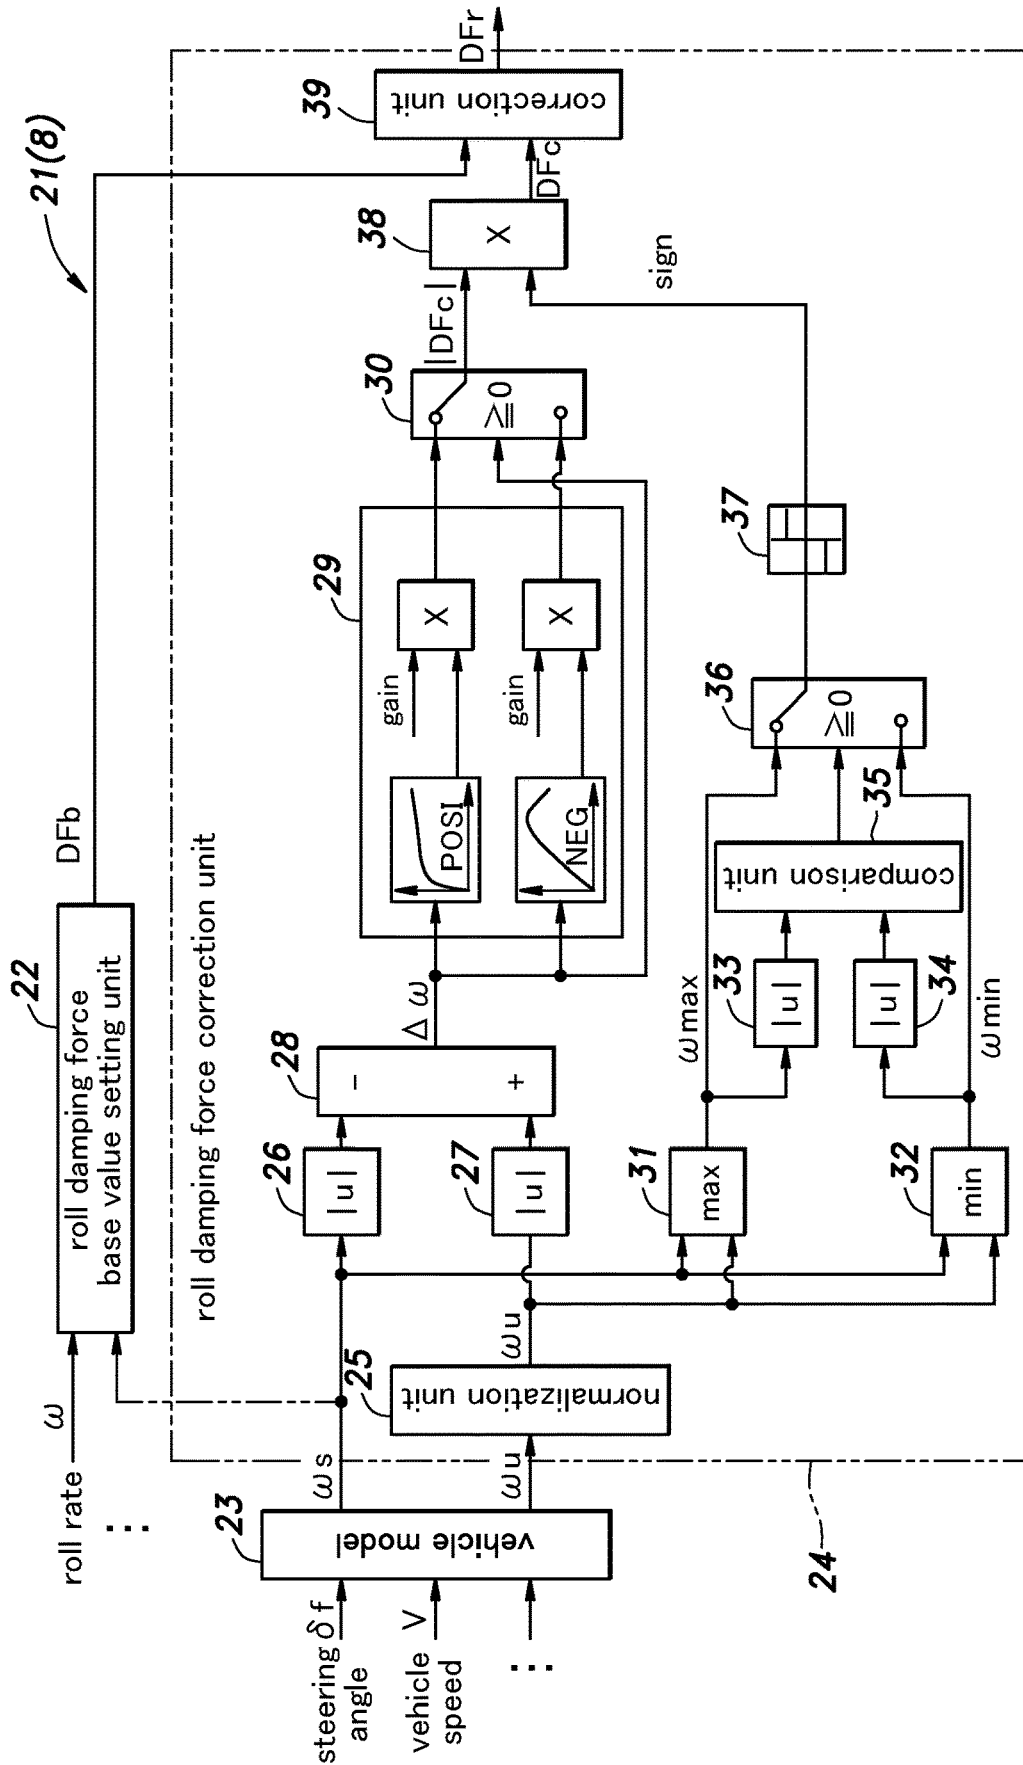 21(8)
22
roll damping force
base value setting unit
DFb
roll rate
ω
...
roll damping force correction unit
39
correction unit
DFr
38
X
DFc
|DFc|
sign
30
≧0
29
gain
X
POSI
gain
X
NEG
Δω
28
-
+
26
|u|
27
|u|
23
vehicle model
steering
angle
δf
vehicle
speed
V
...
ωs
ωu
25
normalization unit
ωu
31
max
32
min
ωmax
ωmin
33
|u|
34
|u|
35
comparison unit
36
≧0
37
24